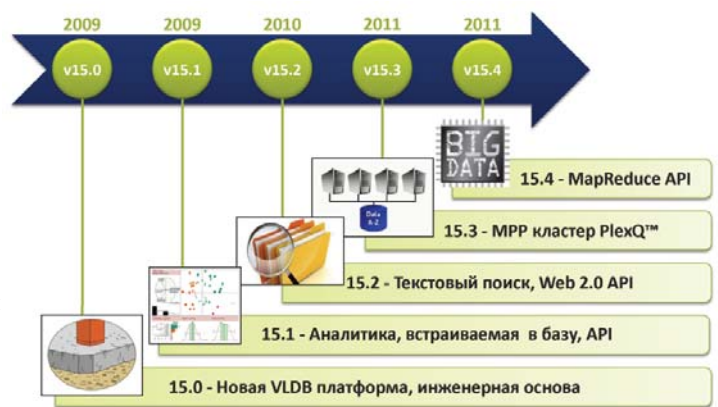 2009 2009 2010 2011 2011
v15.0 v15.1 v15.2 v15.3 v15.4
BIG
DATA
15.4 - MapReduce API
Data
A-Z
15.3 - MPP кластер PlexQ™
15.2 - Текстовый поиск, Web 2.0 API
15.1 - Аналитика, встраиваемая в базу, API
15.0 - Новая VLDB платформа, инженерная основа